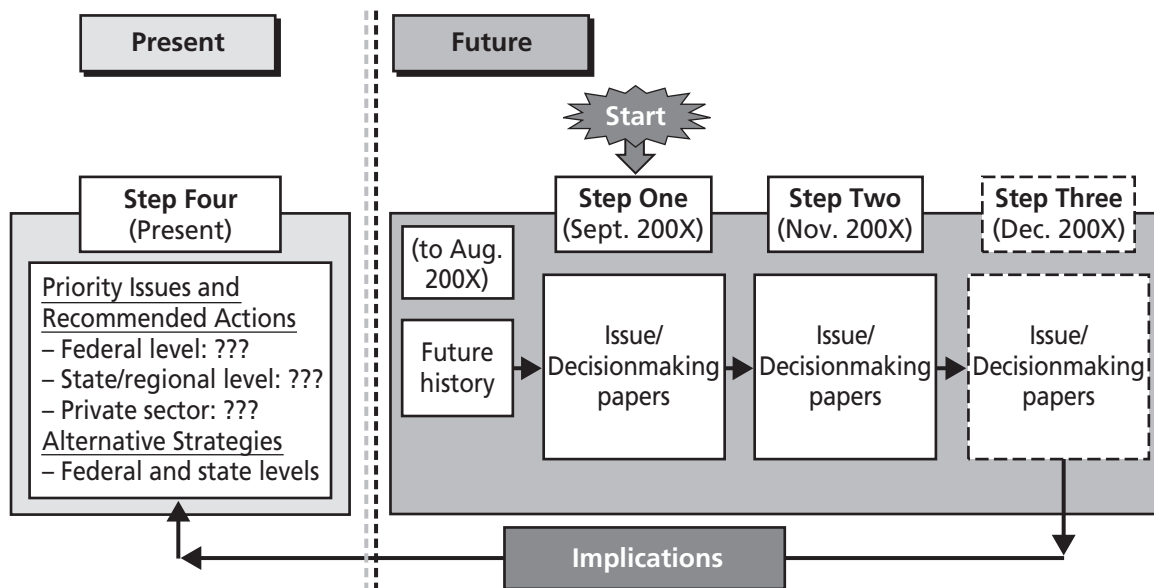 Present
Future
Start
Step Four
(Present)
Priority Issues and
Recommended Actions
– Federal level: ???
– State/regional level: ???
– Private sector: ???
Alternative Strategies
– Federal and state levels
(to Aug.
200X)
Future
history
Step One
(Sept. 200X)
Issue/
Decisionmaking
papers
Step Two
(Nov. 200X)
Issue/
Decisionmaking
papers
Step Three
(Dec. 200X)
Issue/
Decisionmaking
papers
Implications